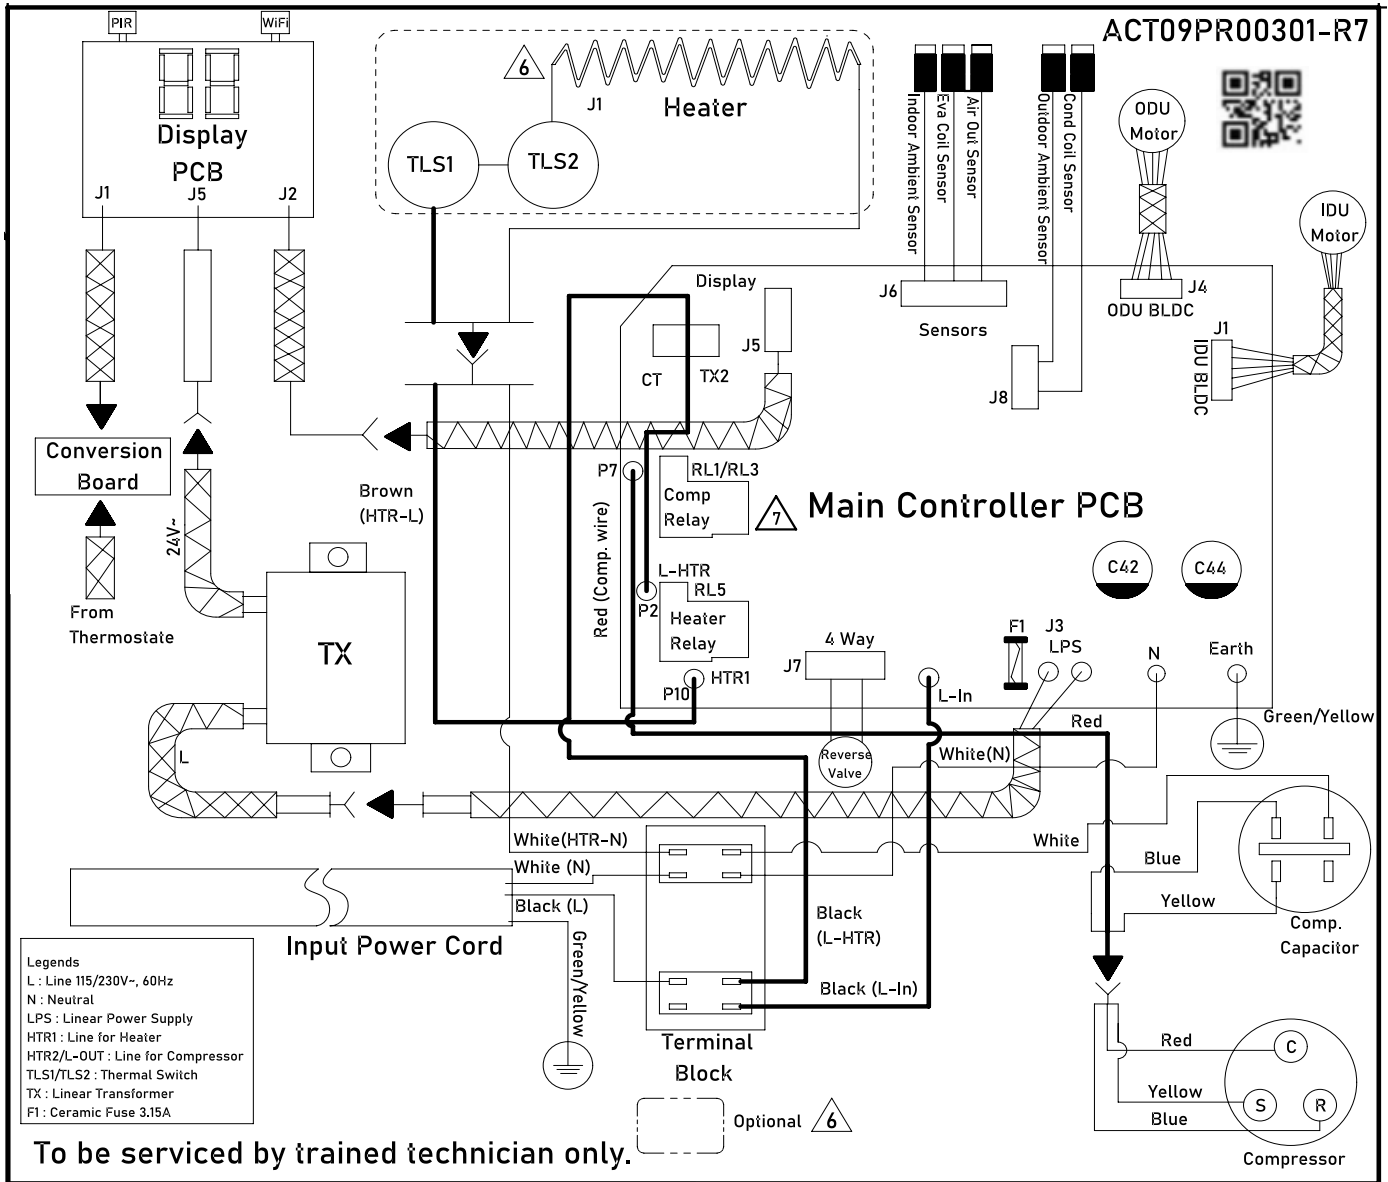 ACT09PR00301-R7
PIR
WiFi
Display
PCB
J1
J5
J2
6
J1
Heater
TLS1
TLS2
Indoor Ambient Sensor
Eva Coil Sensor
Air Out Sensor
Outdoor Ambient Sensor
Cond Coil Sensor
ODU
Motor
IDU
Motor
J6
Sensors
J4
ODU BLDC
J1
IDU BLDC
J8
Display
J5
CT
TX2
Conversion
Board
From
Thermostate
24V~
Brown
(HTR-L)
P7
RL1/RL3
Comp
Relay
7
Main Controller PCB
Red (Comp. wire)
L-HTR
P2
RL5
Heater
Relay
P10
HTR1
C42
C44
TX
L
4 Way
J7
Reverse
Valve
L-In
F1
J3
LPS
N
Earth
Green/Yellow
Red
White(N)
White(HTR-N)
White (N)
Black (L)
Green/Yellow
Input Power Cord
Black
(L-HTR)
Black (L-In)
Terminal
Block
White
Blue
Yellow
Comp.
Capacitor
Red
Yellow
Blue
C
S
R
Compressor
Legends
L : Line 115/230V~, 60Hz
N : Neutral
LPS : Linear Power Supply
HTR1 : Line for Heater
HTR2/L-OUT : Line for Compressor
TLS1/TLS2 : Thermal Switch
TX : Linear Transformer
F1 : Ceramic Fuse 3.15A
Optional
6
To be serviced by trained technician only.